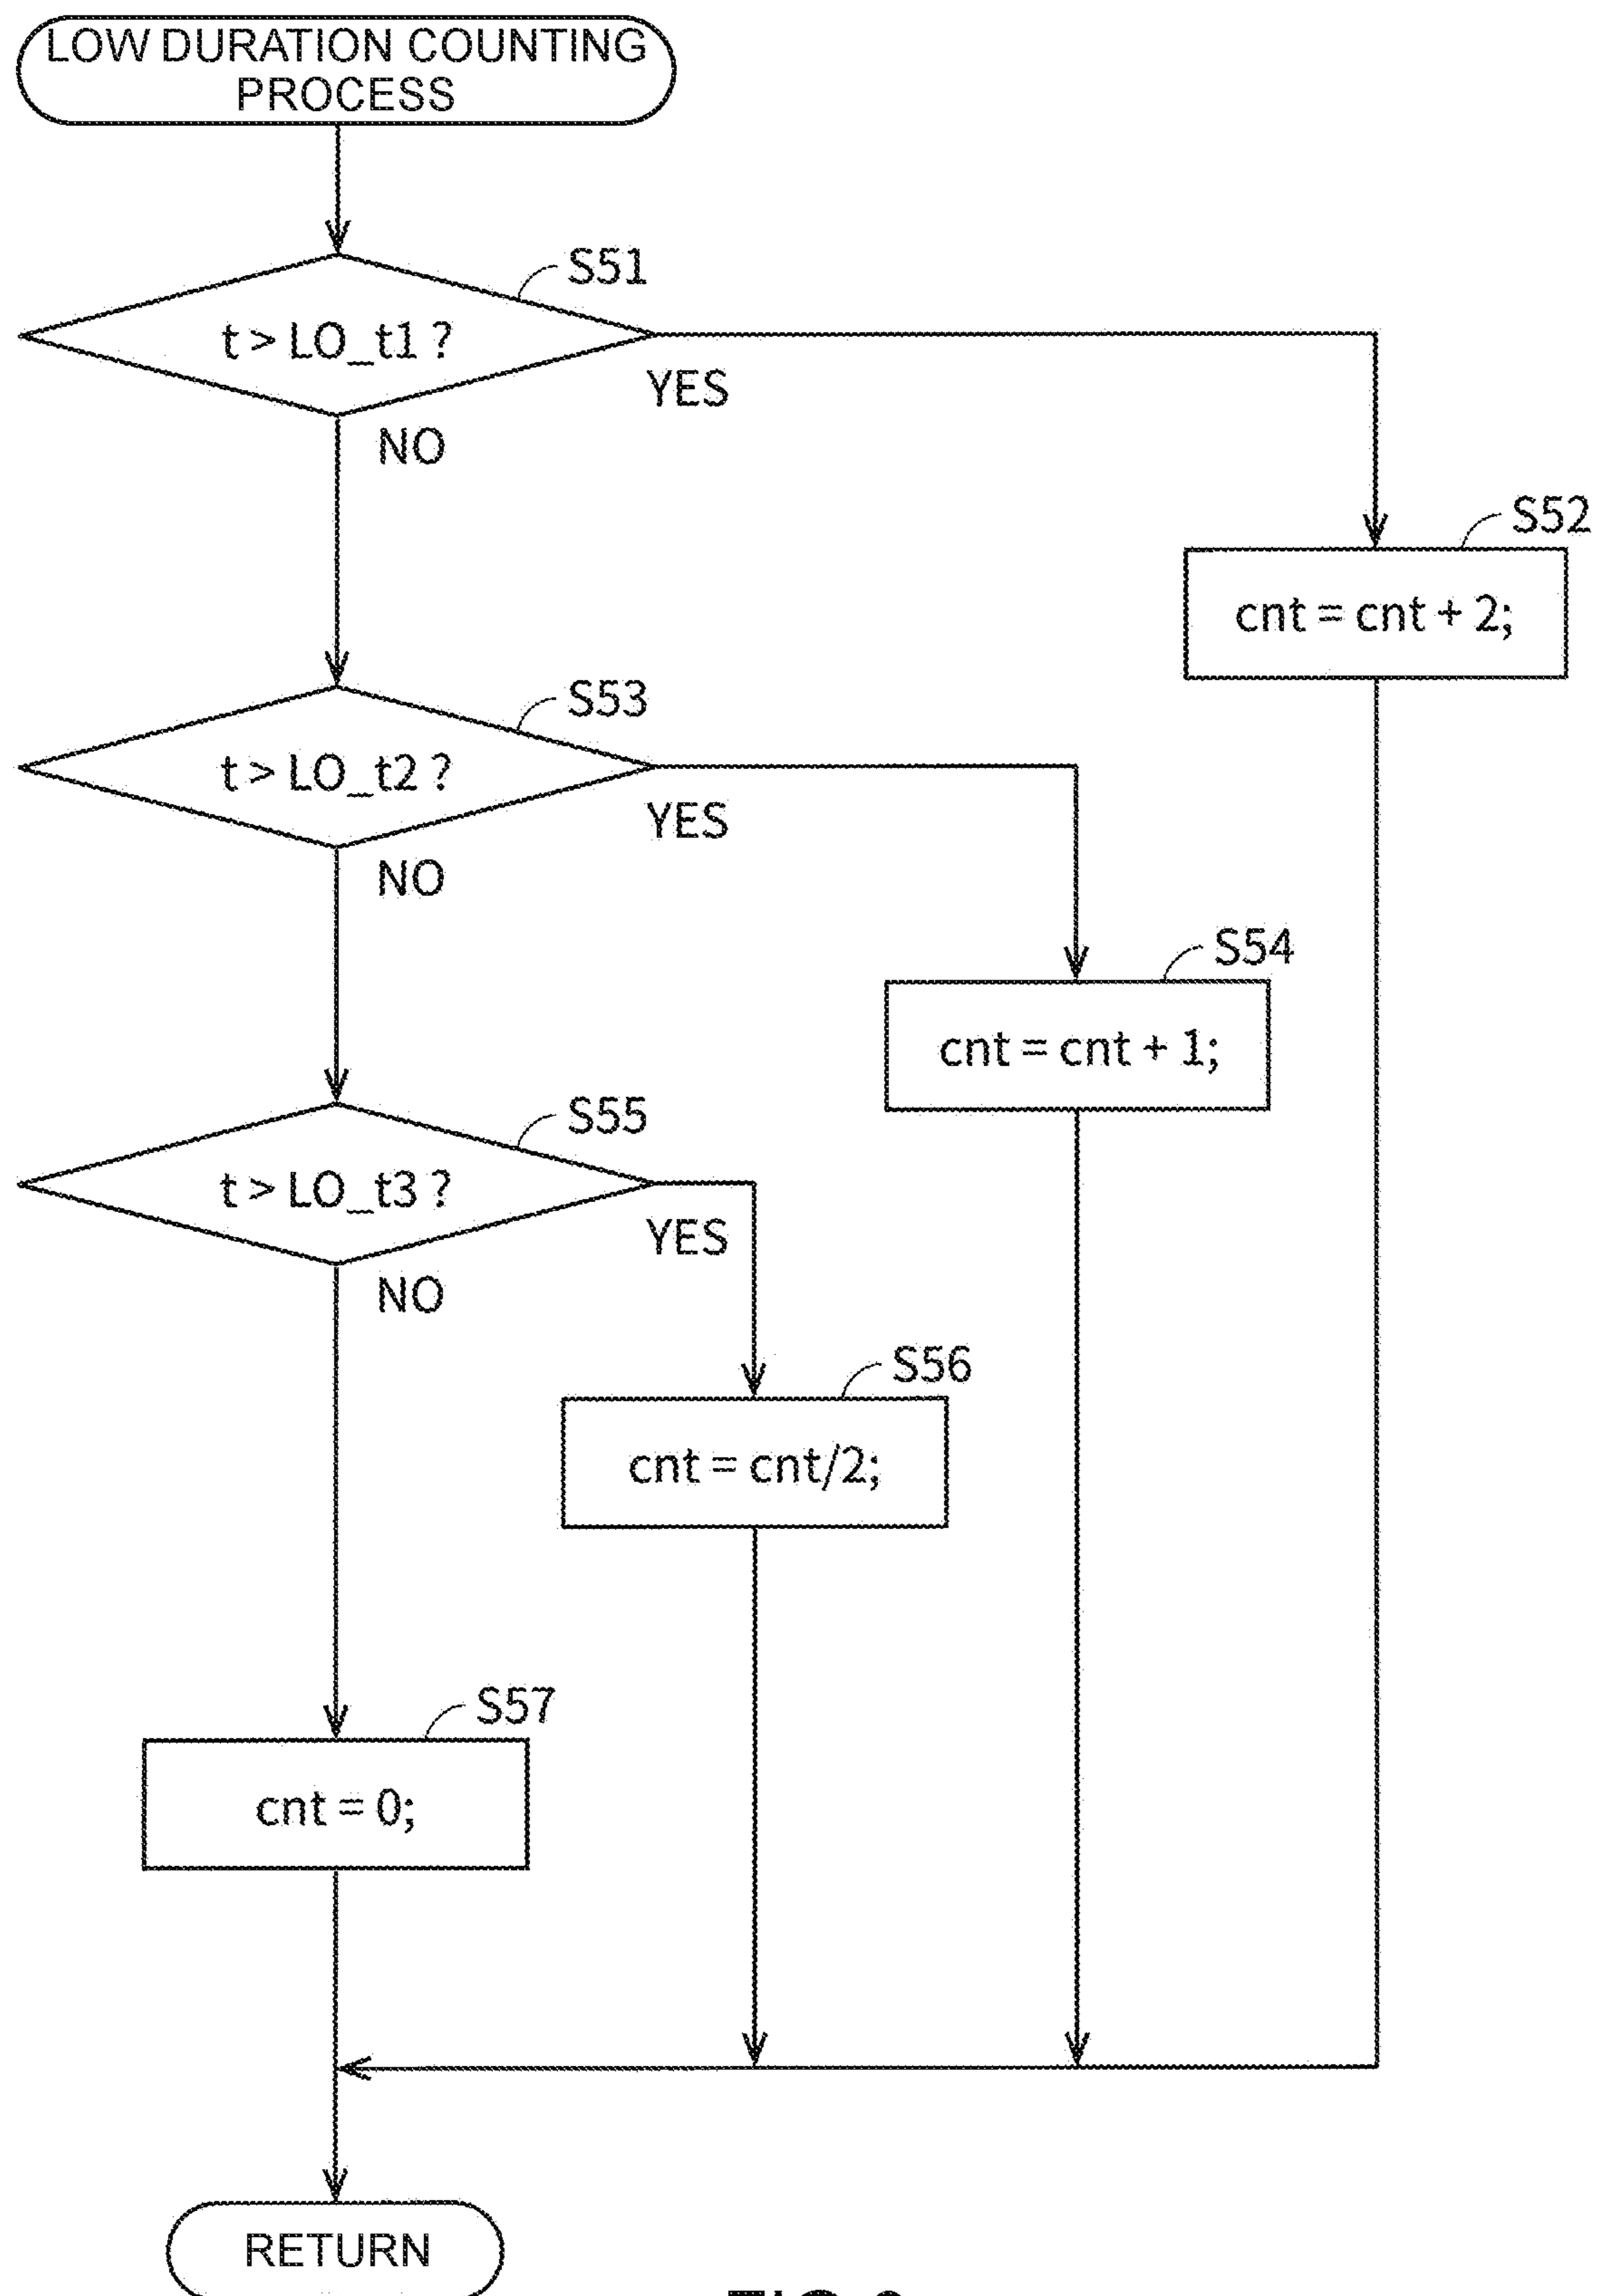 LOW DURATION COUNTING
PROCESS
S51
t > LO_t1 ?
YES
NO
S52
cnt = cnt + 2;
S53
t > LO_t2 ?
YES
NO
S54
cnt = cnt + 1;
S55
t > LO_t3 ?
YES
NO
S56
cnt = cnt/2;
S57
cnt = 0;
RETURN